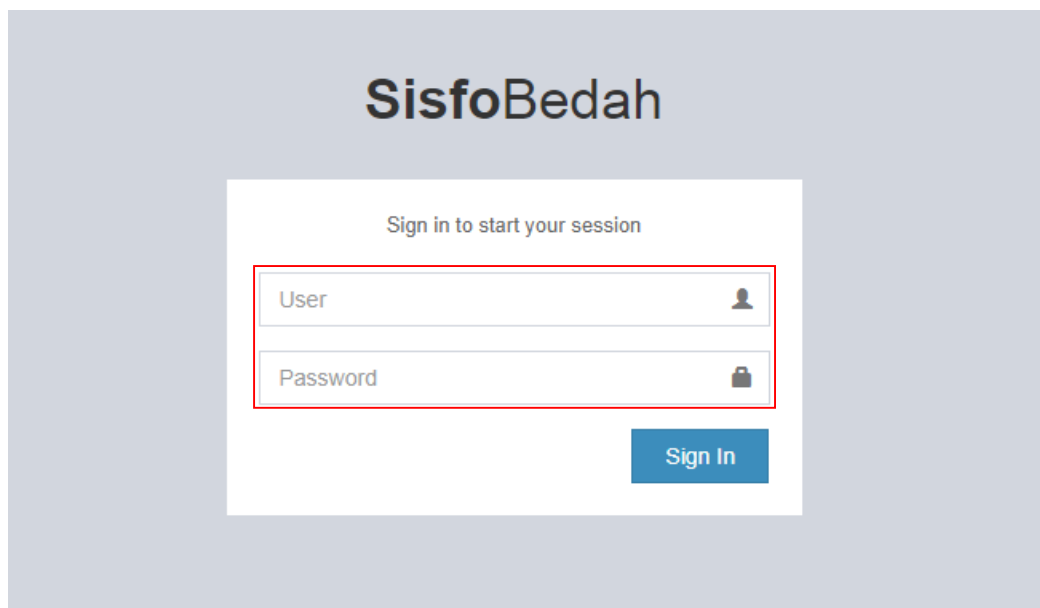 SisfoBedah
Sign in to start your session
User
Password
Sign In